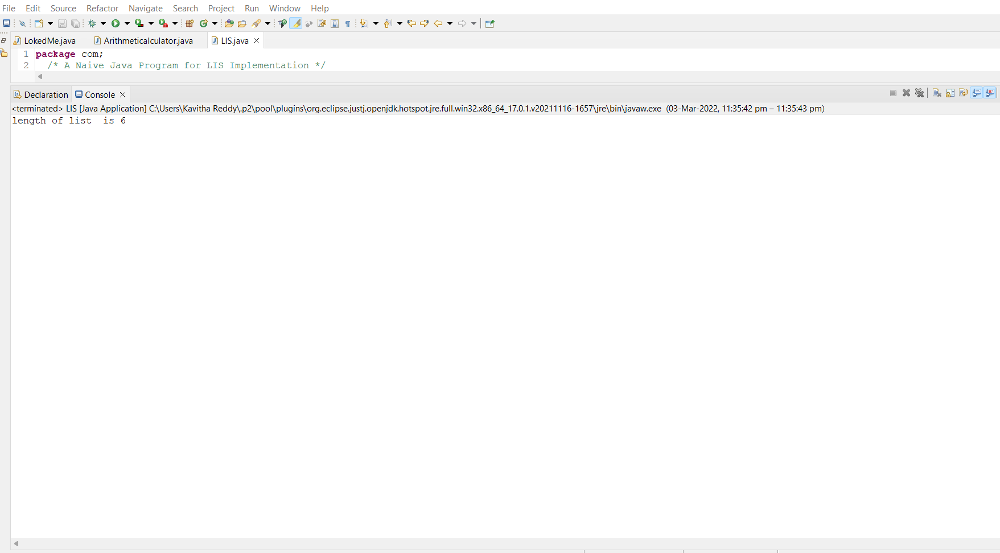 File Edit Source Refactor Navigate Search Project Run Window Help
LokedMe.java Arithmeticalculator.java LIS.java
1 package com;
2 /* A Naive Java Program for LIS Implementation */
Declaration Console
<terminated> LIS [Java Application] C:\Users\Kavitha Reddy\.p2\pool\plugins\org.eclipse.justj.openjdk.hotspot.jre.full.win32.x86_64_17.0.1.v20211116-1657\jre\bin\javaw.exe (03-Mar-2022, 11:35:42 pm – 11:35:43 pm)
length of list  is 6